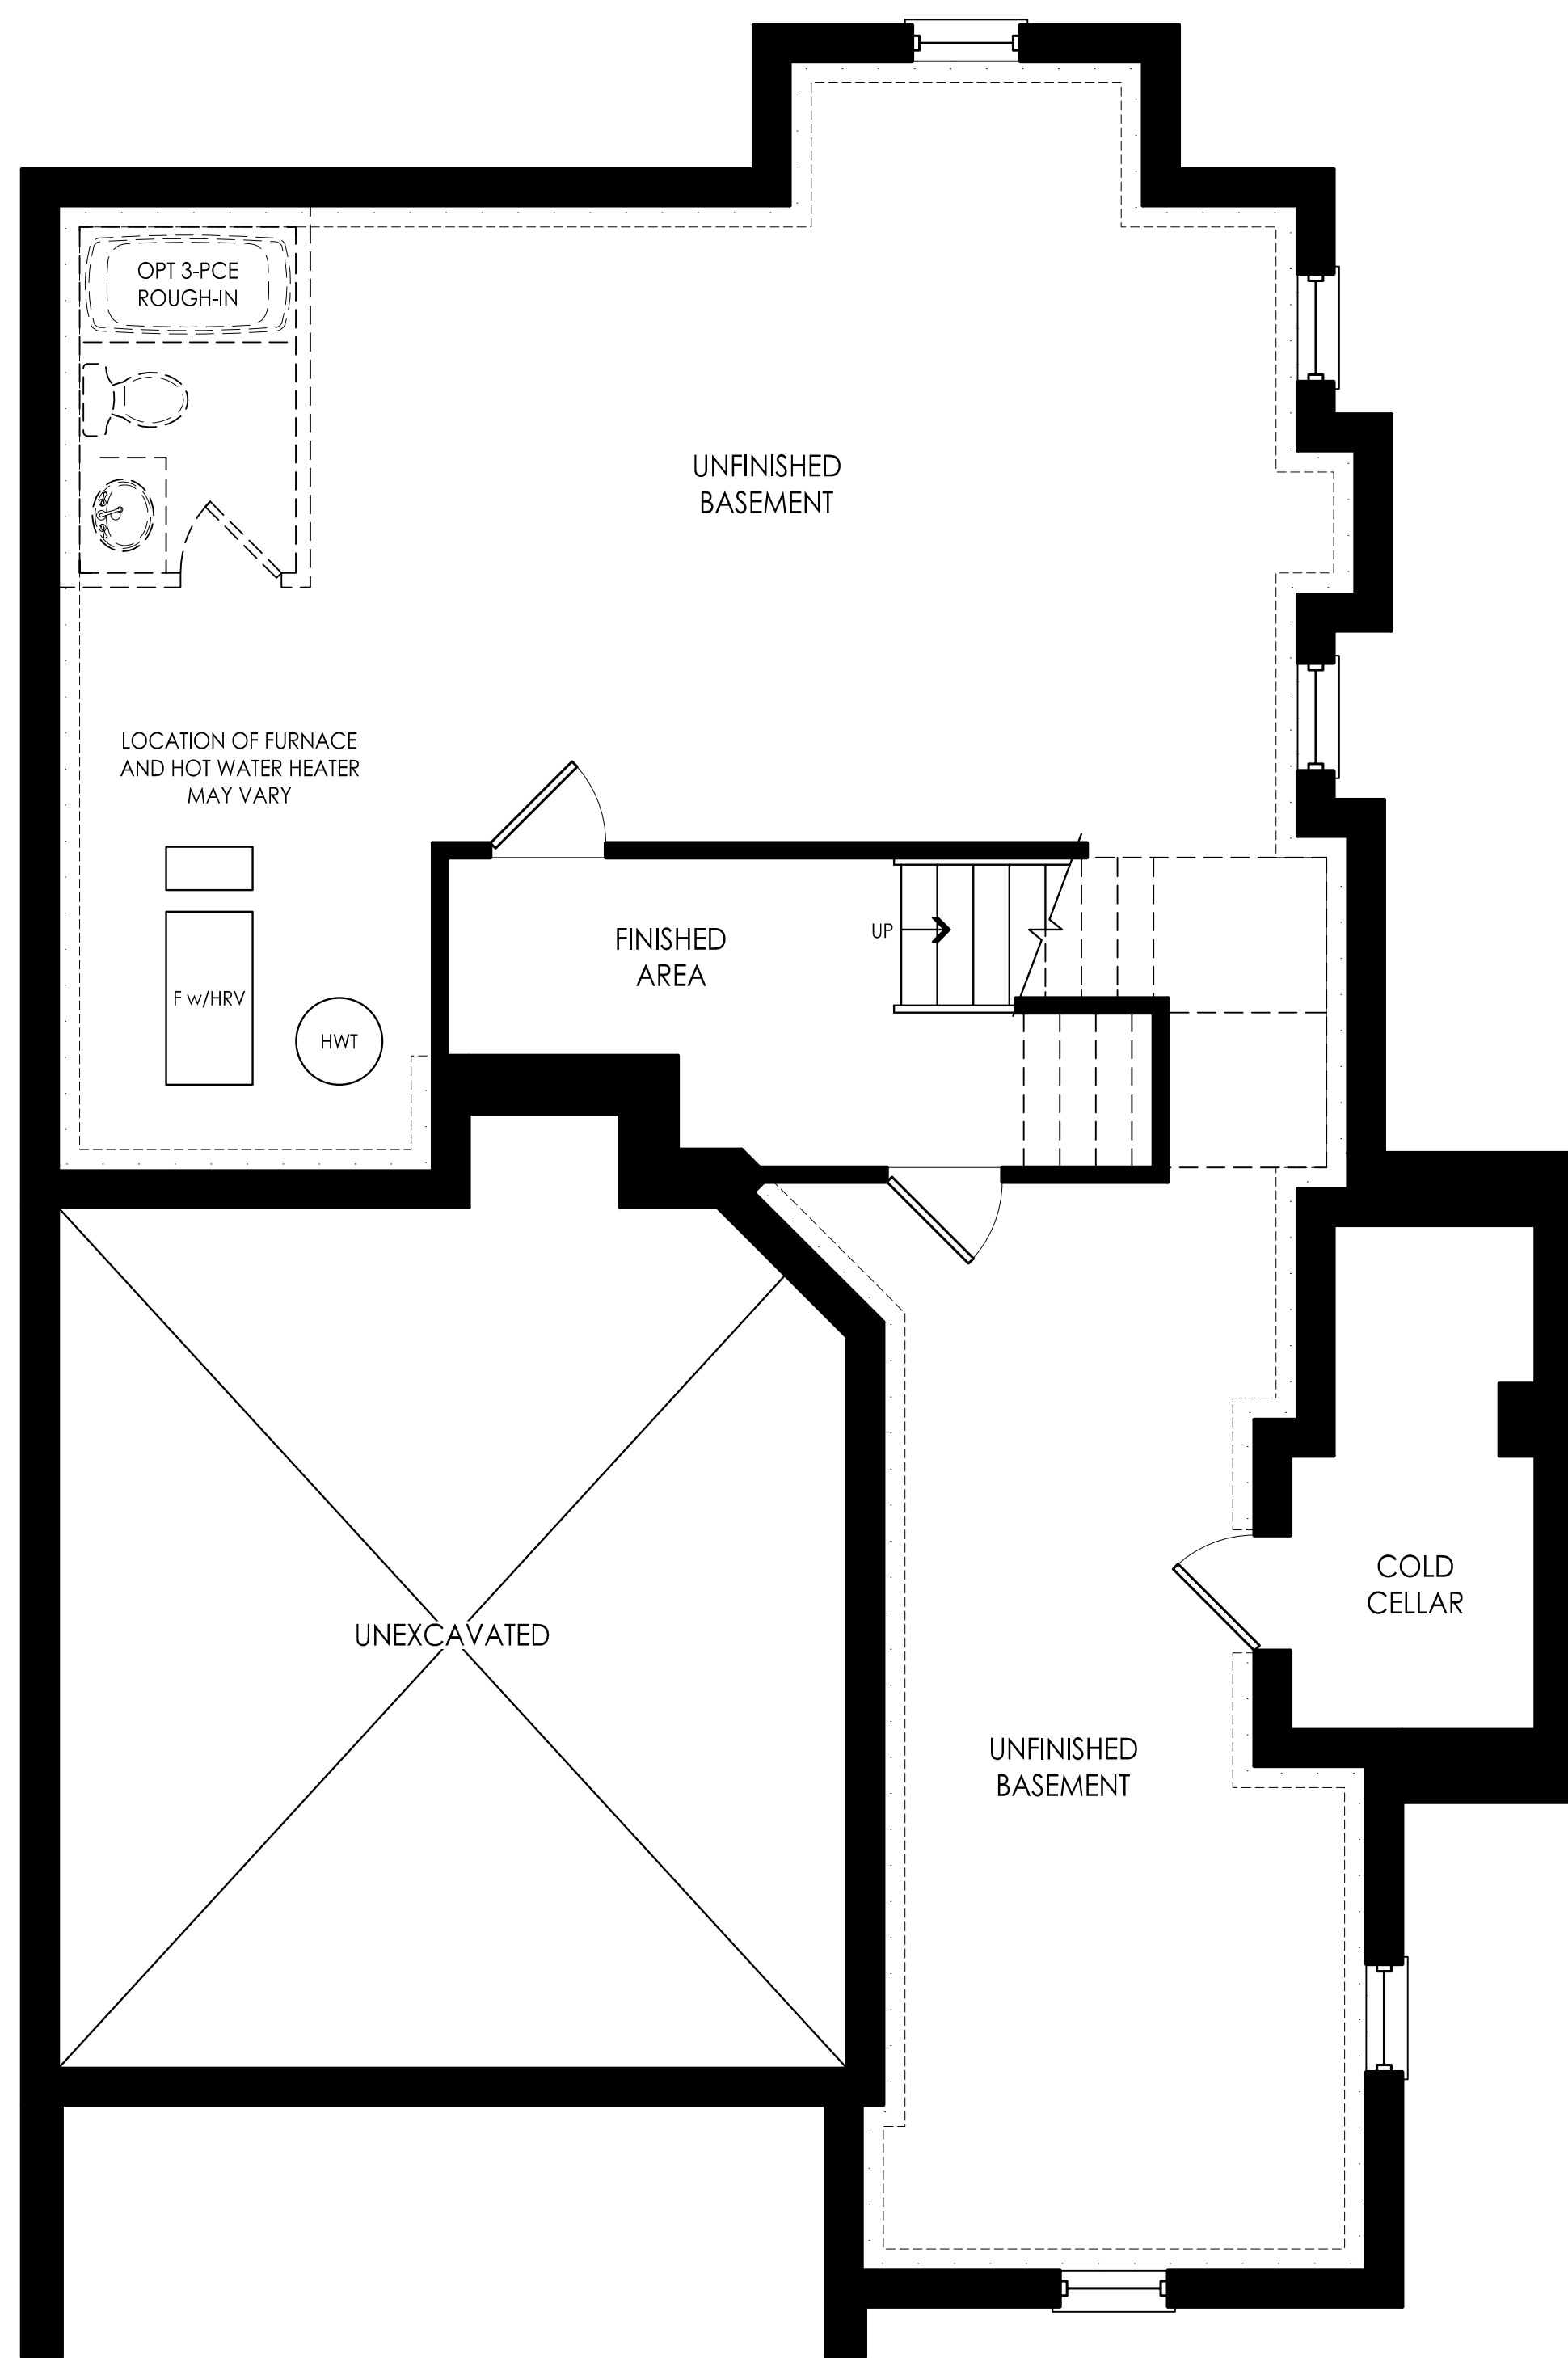 OPT 3-PCE
ROUGH-IN
UNFINISHED
BASEMENT
LOCATION OF FURNACE
AND HOT WATER HEATER
MAY VARY
FINISHED
AREA
UP
F w/HRV
HWT
COLD
CELLAR
UNEXCAVATED
UNFINISHED
BASEMENT